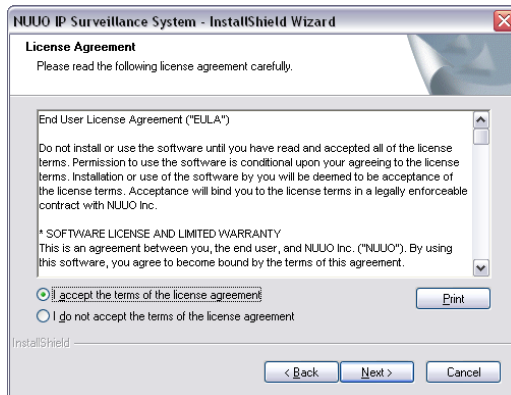 NUUO IP Surveillance System - InstallShield Wizard
License Agreement
Please read the following license agreement carefully.
End User License Agreement ("EULA")
Do not install or use the software until you have read and accepted all of the license
terms. Permission to use the software is conditional upon your agreeing to the license
terms. Installation or use of the software by you will be deemed to be acceptance of
the license terms. Acceptance will bind you to the license terms in a legally enforceable
contract with NUUO Inc.
* SOFTWARE LICENSE AND LIMITED WARRANTY
This is an agreement between you, the end user, and NUUO Inc. ("NUUO"). By using
this software, you agree to become bound by the terms of this agreement.
I accept the terms of the license agreement
Print
I do not accept the terms of the license agreement
InstallShield
< Back
Next >
Cancel